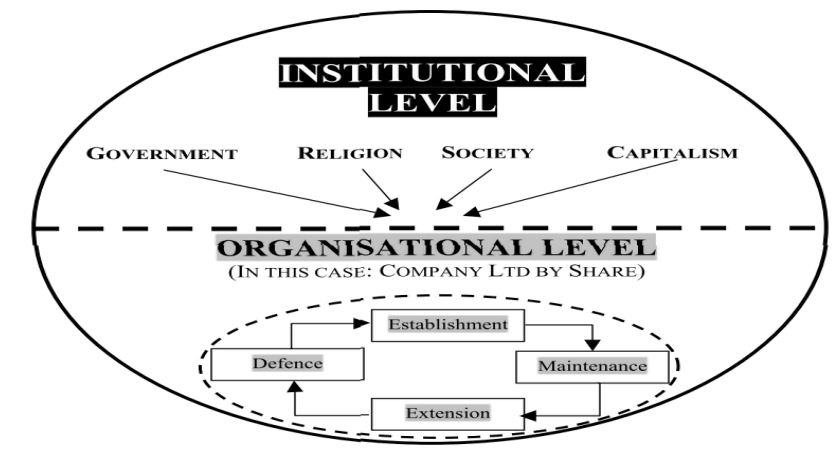 INSTITUTIONAL
LEVEL
GOVERNMENT RELIGION SOCIETY CAPITALISM
ORGANISATIONAL LEVEL
(IN THIS CASE: COMPANY LTD BY SHARE)
Establishment
Defence Maintenance
Extension